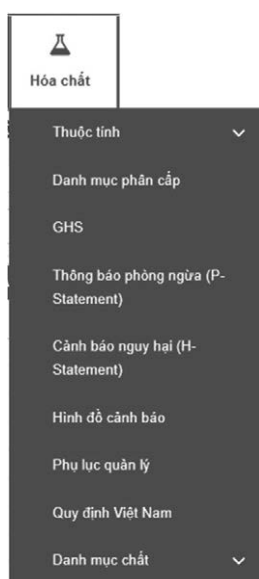 Hóa chất
Thuộc tính
Danh mục phân cấp
GHS
Thông báo phòng ngừa (P-
Statement)
Cảnh báo nguy hại (H-
Statement)
Hình đồ cảnh báo
Phụ lục quản lý
Quy định Việt Nam
Danh mục chất